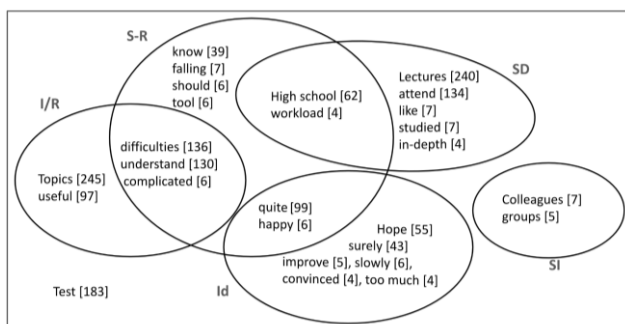 S-R
know [39]
falling [7]
should [6]
tool [6]
High school [62]
workload [4]
Lectures [240]
attend [134]
like [7]
studied [7]
in-depth [4]
SD
I/R
difficulties [136]
understand [130]
complicated [6]
Topics [245]
useful [97]
quite [99]
happy [6]
Hope [55]
surely [43]
improve [5], slowly [6],
convinced [4], too much [4]
Colleagues [7]
groups [5]
SI
Test [183]
Id